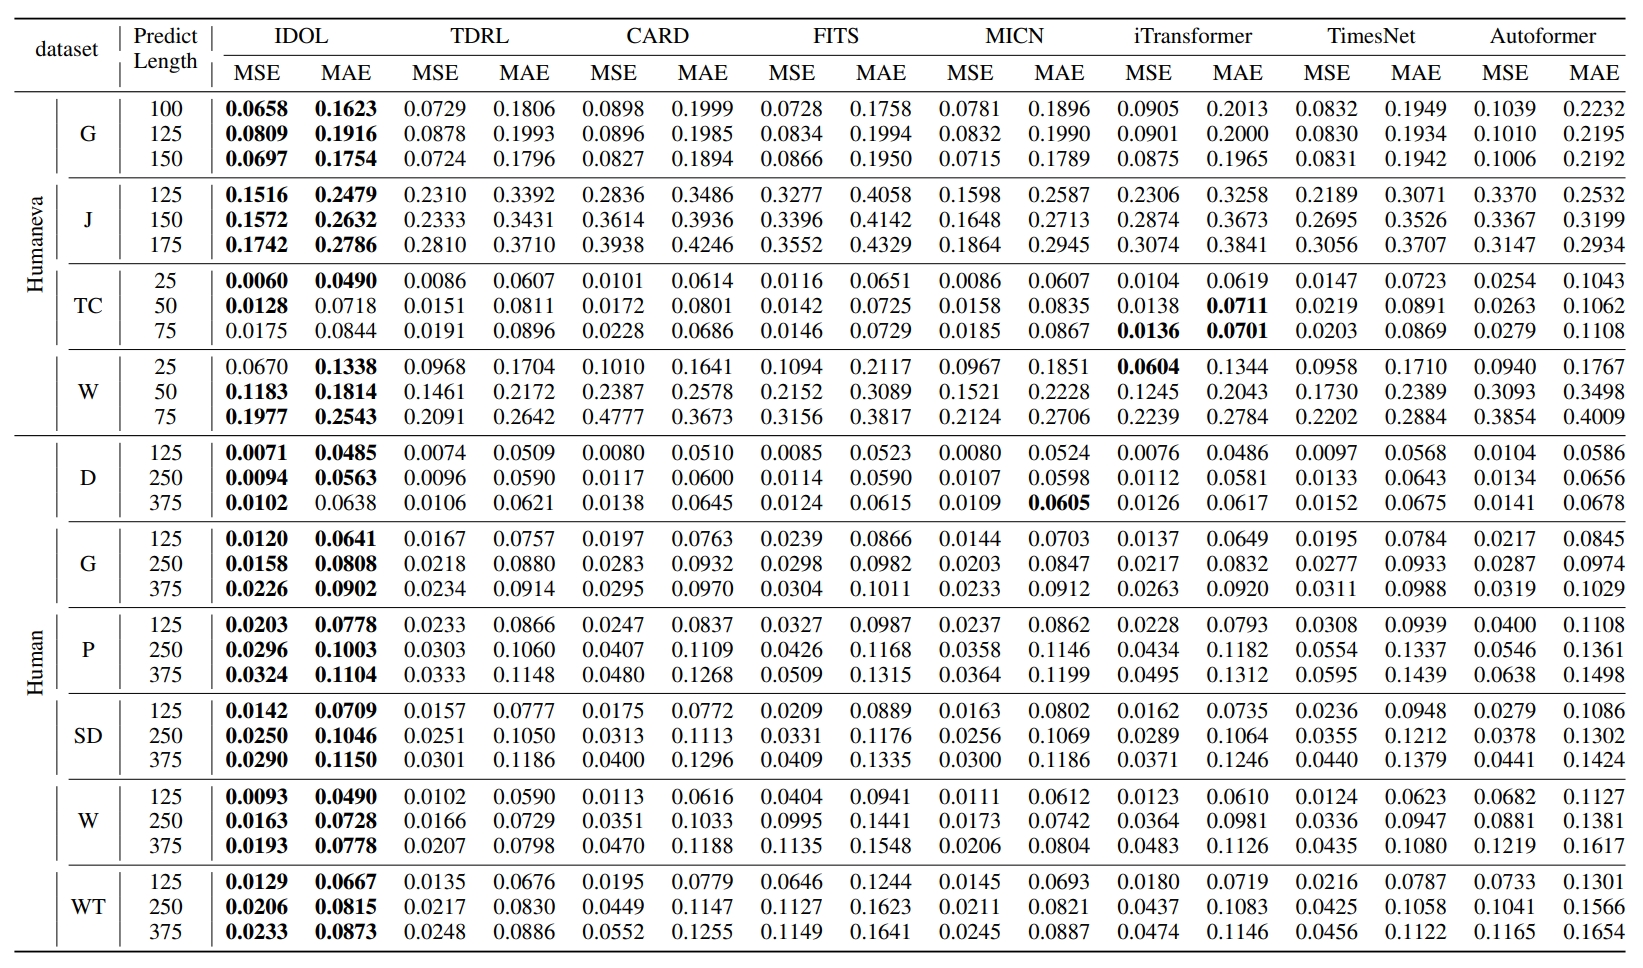 dataset Predict Length IDOL TDRL CARD FITS MICN iTransformer TimesNet Autoformer
MSE MAE MSE MAE MSE MAE MSE MAE MSE MAE MSE MAE MSE MAE MSE MAE
Humaneva
G
100 0.0658 0.1623 0.0729 0.1806 0.0898 0.1999 0.0728 0.1758 0.0781 0.1896 0.0905 0.2013 0.0832 0.1949 0.1039 0.2232
125 0.0809 0.1916 0.0878 0.1993 0.0896 0.1985 0.0834 0.1994 0.0832 0.1990 0.0901 0.2000 0.0830 0.1934 0.1010 0.2195
150 0.0697 0.1754 0.0724 0.1796 0.0827 0.1894 0.0866 0.1950 0.0715 0.1789 0.0875 0.1965 0.0831 0.1942 0.1006 0.2192
J
125 0.1516 0.2479 0.2310 0.3392 0.2836 0.3486 0.3277 0.4058 0.1598 0.2587 0.2306 0.3258 0.2189 0.3071 0.3370 0.2532
150 0.1572 0.2632 0.2333 0.3431 0.3614 0.3936 0.3396 0.4142 0.1648 0.2713 0.2874 0.3673 0.2695 0.3526 0.3367 0.3199
175 0.1742 0.2786 0.2810 0.3710 0.3938 0.4246 0.3552 0.4329 0.1864 0.2945 0.3074 0.3841 0.3056 0.3707 0.3147 0.2934
TC
25 0.0060 0.0490 0.0086 0.0607 0.0101 0.0614 0.0116 0.0651 0.0086 0.0607 0.0104 0.0619 0.0147 0.0723 0.0254 0.1043
50 0.0128 0.0718 0.0151 0.0811 0.0172 0.0801 0.0142 0.0725 0.0158 0.0835 0.0138 0.0711 0.0219 0.0891 0.0263 0.1062
75 0.0175 0.0844 0.0191 0.0896 0.0228 0.0686 0.0146 0.0729 0.0185 0.0867 0.0136 0.0701 0.0203 0.0869 0.0279 0.1108
W
25 0.0670 0.1338 0.0968 0.1704 0.1010 0.1641 0.1094 0.2117 0.0967 0.1851 0.0604 0.1344 0.0958 0.1710 0.0940 0.1767
50 0.1183 0.1814 0.1461 0.2172 0.2387 0.2578 0.2152 0.3089 0.1521 0.2228 0.1245 0.2043 0.1730 0.2389 0.3093 0.3498
75 0.1977 0.2543 0.2091 0.2642 0.4777 0.3673 0.3156 0.3817 0.2124 0.2706 0.2239 0.2784 0.2202 0.2884 0.3854 0.4009
Human
D
125 0.0071 0.0485 0.0074 0.0509 0.0080 0.0510 0.0085 0.0523 0.0080 0.0524 0.0076 0.0486 0.0097 0.0568 0.0104 0.0586
250 0.0094 0.0563 0.0096 0.0590 0.0117 0.0600 0.0114 0.0590 0.0107 0.0598 0.0112 0.0581 0.0133 0.0643 0.0134 0.0656
375 0.0102 0.0638 0.0106 0.0621 0.0138 0.0645 0.0124 0.0615 0.0109 0.0605 0.0126 0.0617 0.0152 0.0675 0.0141 0.0678
G
125 0.0120 0.0641 0.0167 0.0757 0.0197 0.0763 0.0239 0.0866 0.0144 0.0703 0.0137 0.0649 0.0195 0.0784 0.0217 0.0845
250 0.0158 0.0808 0.0218 0.0880 0.0283 0.0932 0.0298 0.0982 0.0203 0.0847 0.0217 0.0832 0.0277 0.0933 0.0287 0.0974
375 0.0226 0.0902 0.0234 0.0914 0.0295 0.0970 0.0304 0.1011 0.0233 0.0912 0.0263 0.0920 0.0311 0.0988 0.0319 0.1029
P
125 0.0203 0.0778 0.0233 0.0866 0.0247 0.0837 0.0327 0.0987 0.0237 0.0862 0.0228 0.0793 0.0308 0.0939 0.0400 0.1108
250 0.0296 0.1003 0.0303 0.1060 0.0407 0.1109 0.0426 0.1168 0.0358 0.1146 0.0434 0.1182 0.0554 0.1337 0.0546 0.1361
375 0.0324 0.1104 0.0333 0.1148 0.0480 0.1268 0.0509 0.1315 0.0364 0.1199 0.0495 0.1312 0.0595 0.1439 0.0638 0.1498
SD
125 0.0142 0.0709 0.0157 0.0777 0.0175 0.0772 0.0209 0.0889 0.0163 0.0802 0.0162 0.0735 0.0236 0.0948 0.0279 0.1086
250 0.0250 0.1046 0.0251 0.1050 0.0313 0.1113 0.0331 0.1176 0.0256 0.1069 0.0289 0.1064 0.0355 0.1212 0.0378 0.1302
375 0.0290 0.1150 0.0301 0.1186 0.0400 0.1296 0.0409 0.1335 0.0300 0.1186 0.0371 0.1246 0.0440 0.1379 0.0441 0.1424
W
125 0.0093 0.0490 0.0102 0.0590 0.0113 0.0616 0.0404 0.0941 0.0111 0.0612 0.0123 0.0610 0.0124 0.0623 0.0682 0.1127
250 0.0163 0.0728 0.0166 0.0729 0.0351 0.1033 0.0995 0.1441 0.0173 0.0742 0.0364 0.0981 0.0336 0.0947 0.0881 0.1381
375 0.0193 0.0778 0.0207 0.0798 0.0470 0.1188 0.1135 0.1548 0.0206 0.0804 0.0483 0.1126 0.0435 0.1080 0.1219 0.1617
WT
125 0.0129 0.0667 0.0135 0.0676 0.0195 0.0779 0.0646 0.1244 0.0145 0.0693 0.0180 0.0719 0.0216 0.0787 0.0733 0.1301
250 0.0206 0.0815 0.0217 0.0830 0.0449 0.1147 0.1127 0.1623 0.0211 0.0821 0.0437 0.1083 0.0425 0.1058 0.1041 0.1566
375 0.0233 0.0873 0.0248 0.0886 0.0552 0.1255 0.1149 0.1641 0.0245 0.0887 0.0474 0.1146 0.0456 0.1122 0.1165 0.1654